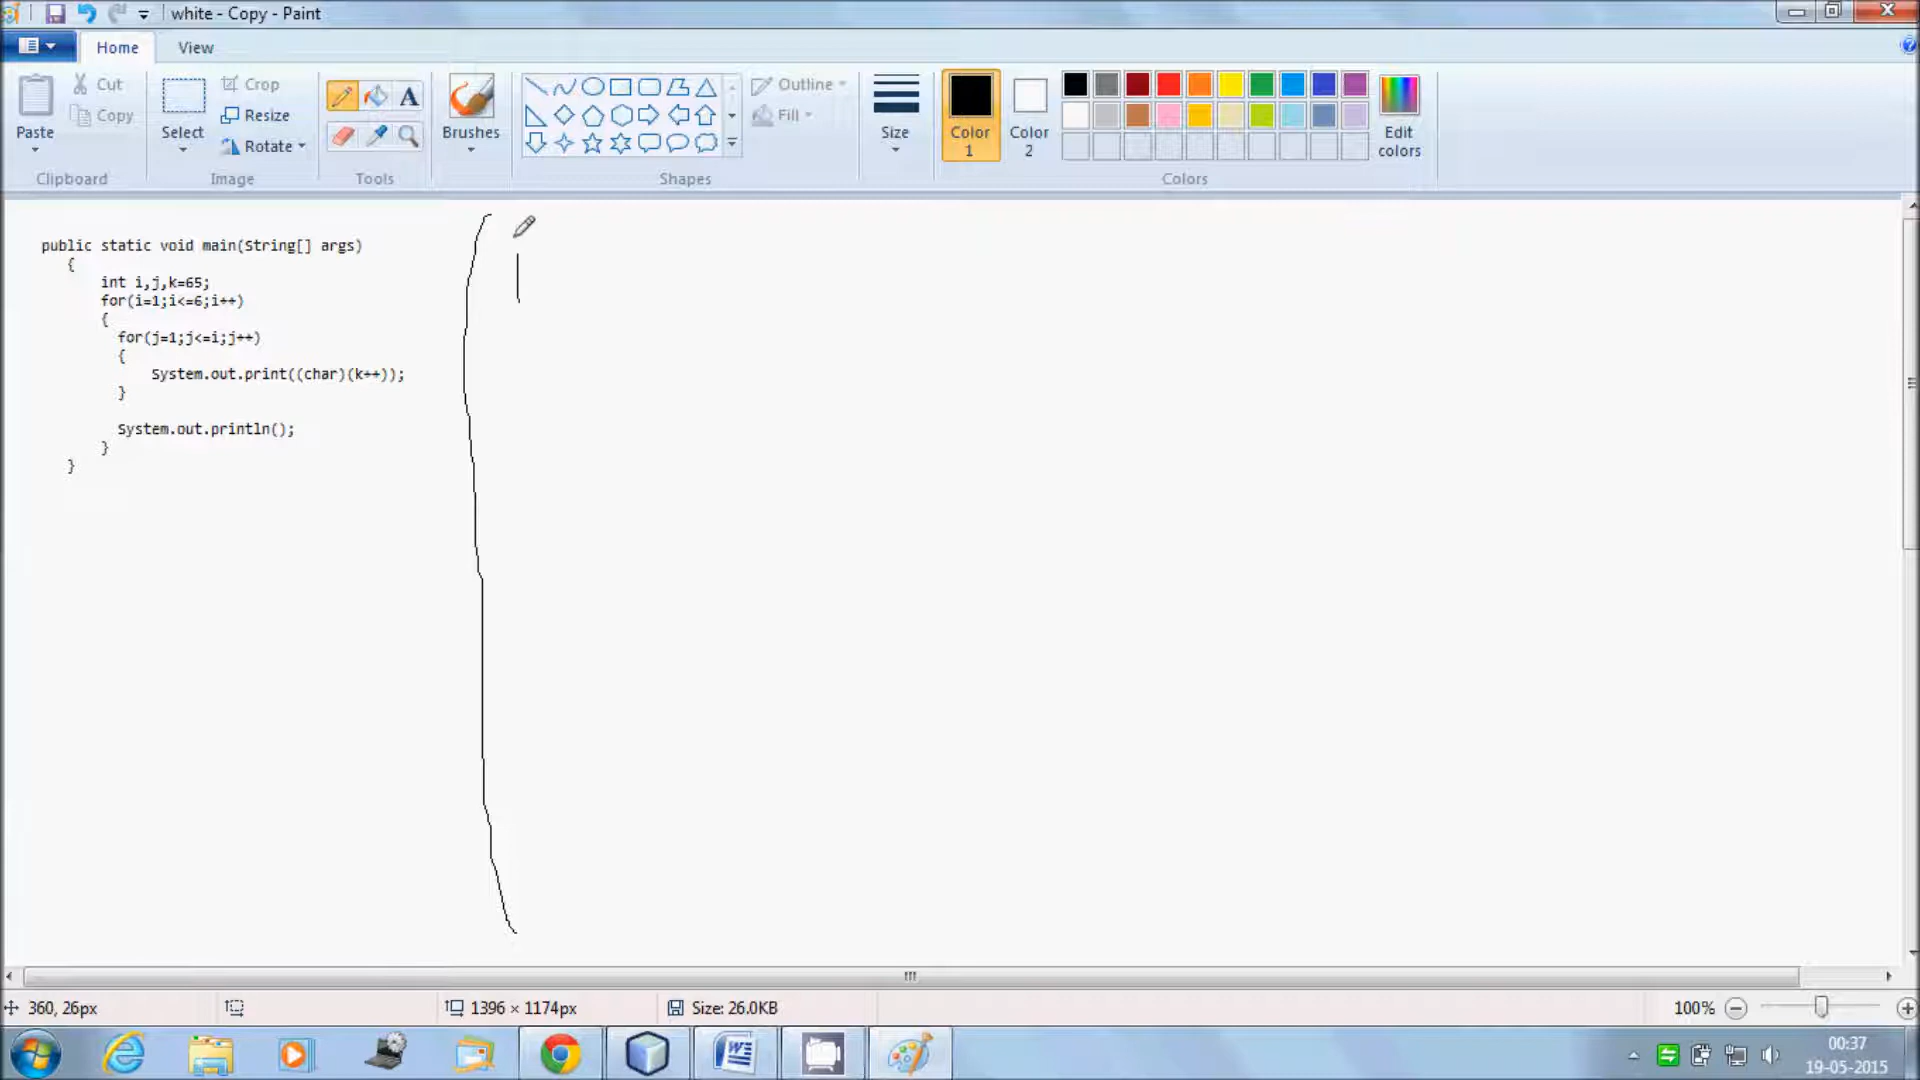 white - Copy - Paint
Home View
Cut
Copy
Paste
Clipboard
Crop
Resize
Rotate
Select
Image
A
Tools
Brushes
Outline
Fill
Shapes
Size
Color 1
Color 2
Edit colors
Colors
public static void main(String[] args)
{
int i,j,k=65;
for(i=1;i<=6;i++)
{
for(j=1;j<=i;j++)
{
System.out.print((char)(k++));
}
System.out.println();
}
}
360, 26px
1396 × 1174px
Size: 26.0KB
100%
00:37
19-05-2015